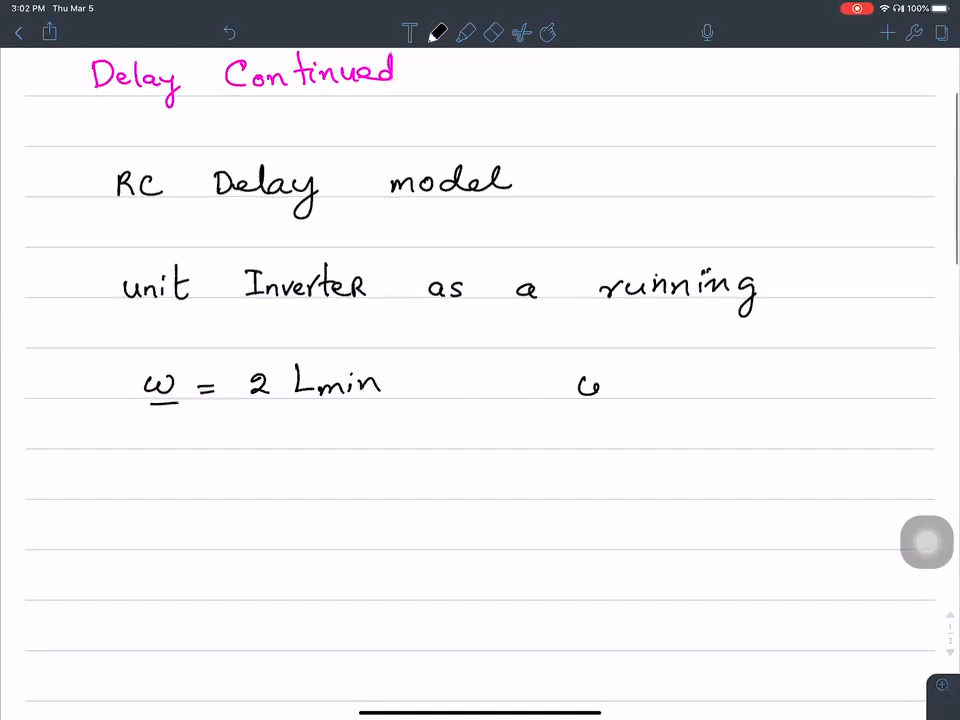 3:02 PM Thu Mar 5 100%
Delay Continued
RC Delay model
unit Inverter as a running
w = 2 Lmin